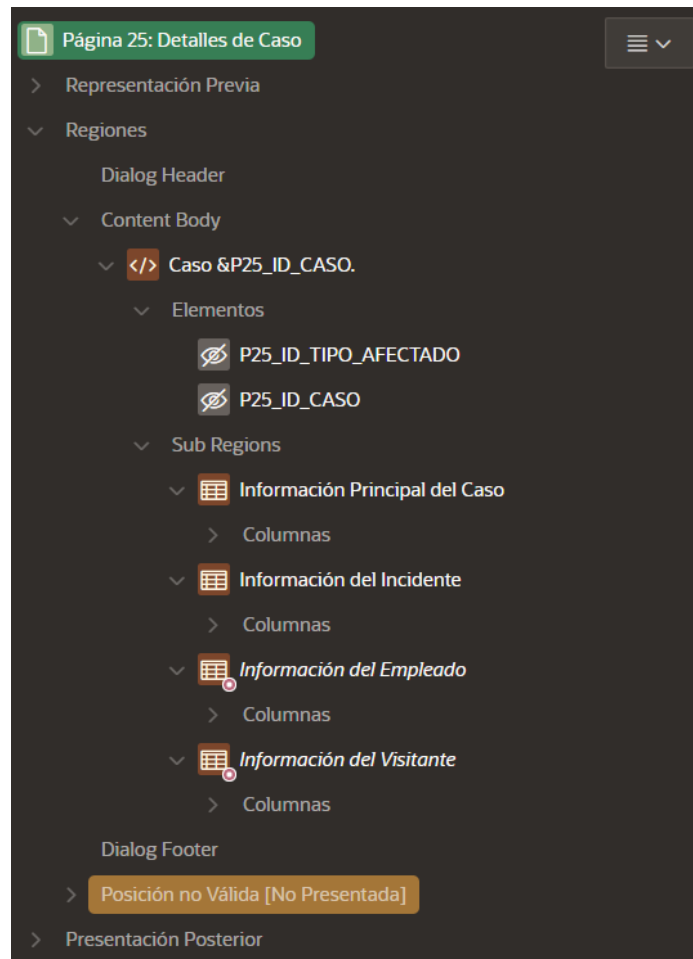 Página 25: Detalles de Caso
Representación Previa
Regiones
Dialog Header
Content Body
Caso &P25_ID_CASO.
Elementos
P25_ID_TIPO_AFECTADO
P25_ID_CASO
Sub Regions
Información Principal del Caso
Columnas
Información del Incidente
Columnas
Información del Empleado
Columnas
Información del Visitante
Columnas
Dialog Footer
Posición no Válida [No Presentada]
Presentación Posterior